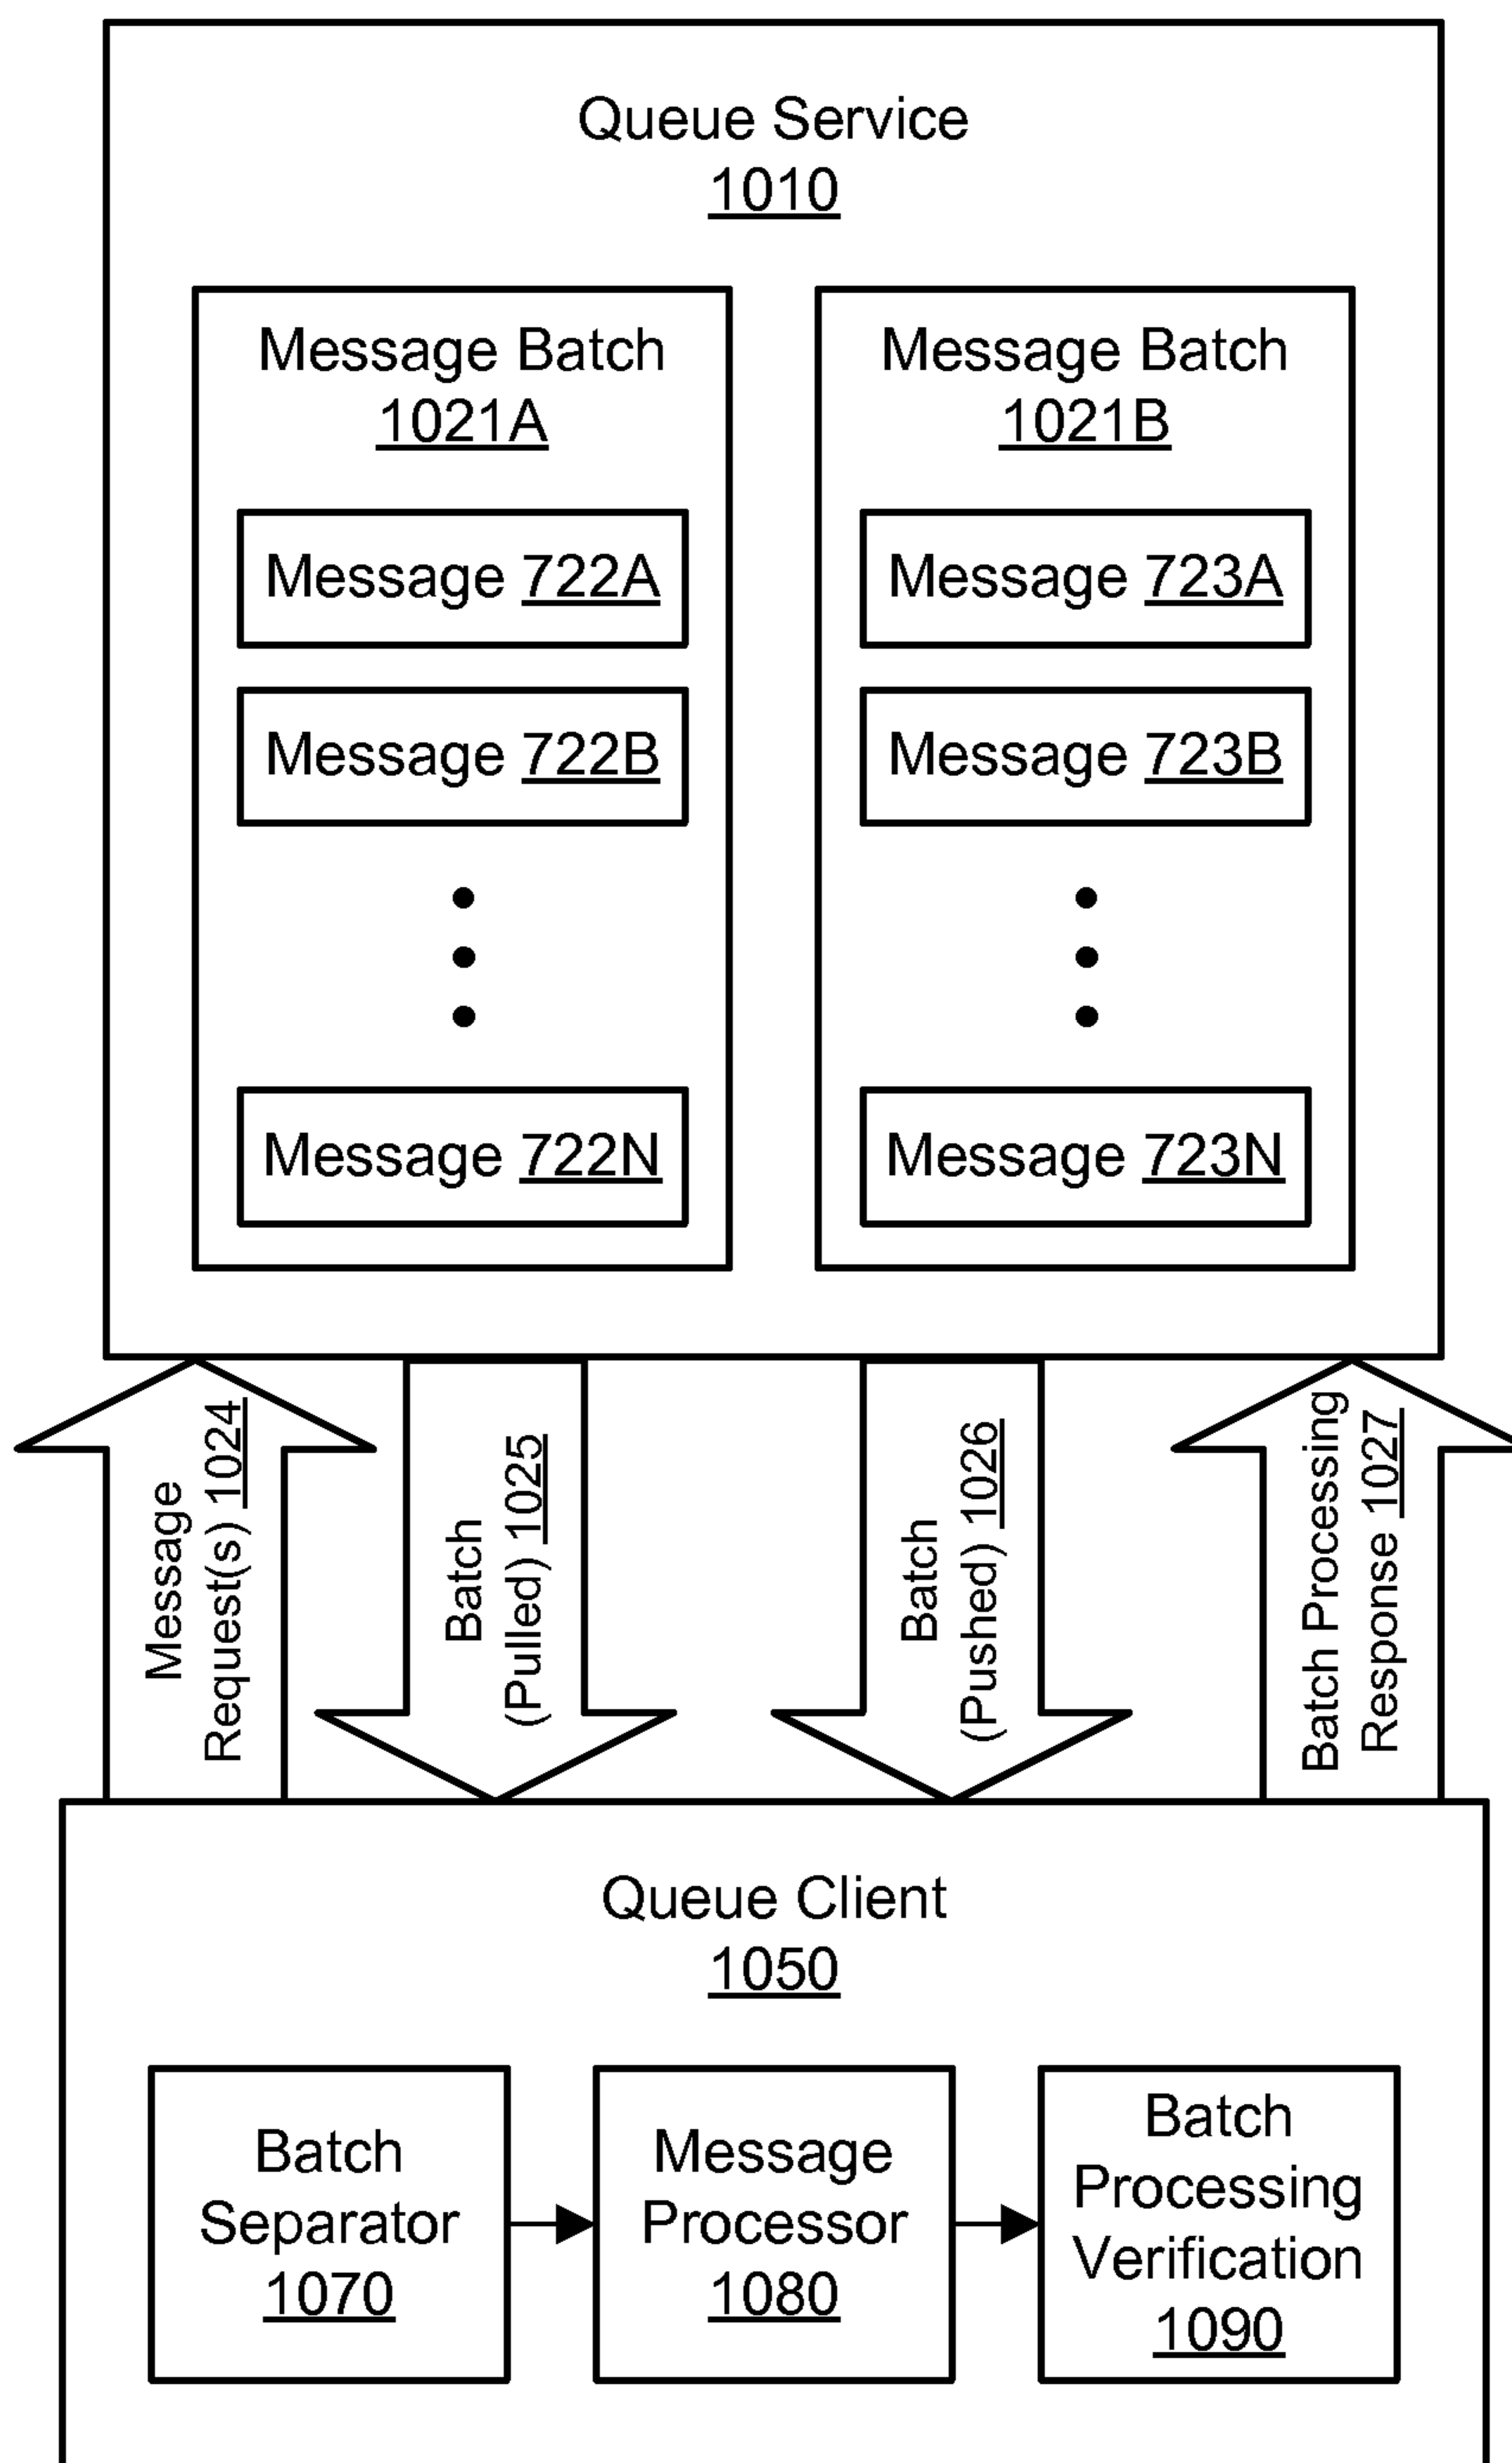 Queue Service
1010
Message Batch
1021A
Message 722A
Message 722B
Message 722N
Message Batch
1021B
Message 723A
Message 723B
Message 723N
Message
Request(s) 1024
Batch
(Pulled) 1025
Batch
(Pushed) 1026
Batch Processing
Response 1027
Queue Client
1050
Batch
Separator
1070
Message
Processor
1080
Batch
Processing
Verification
1090